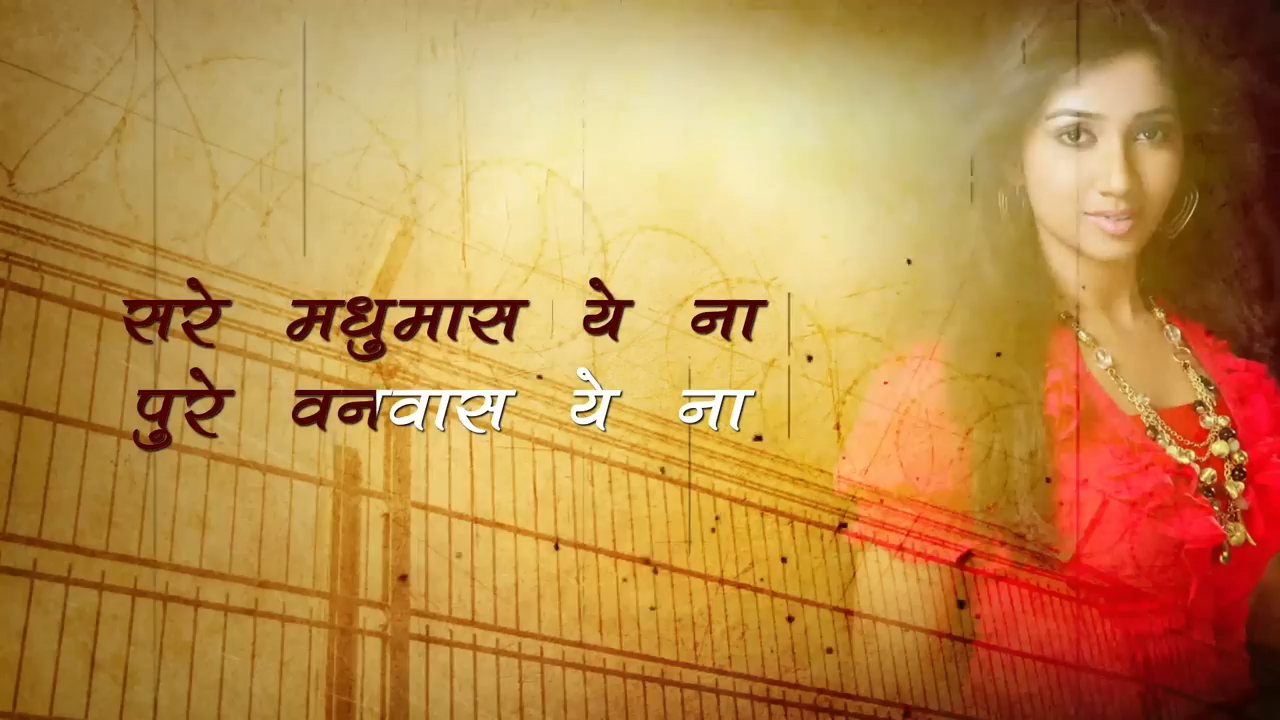 सरे मधुमास ये ना
पुरे वनवास ये ना